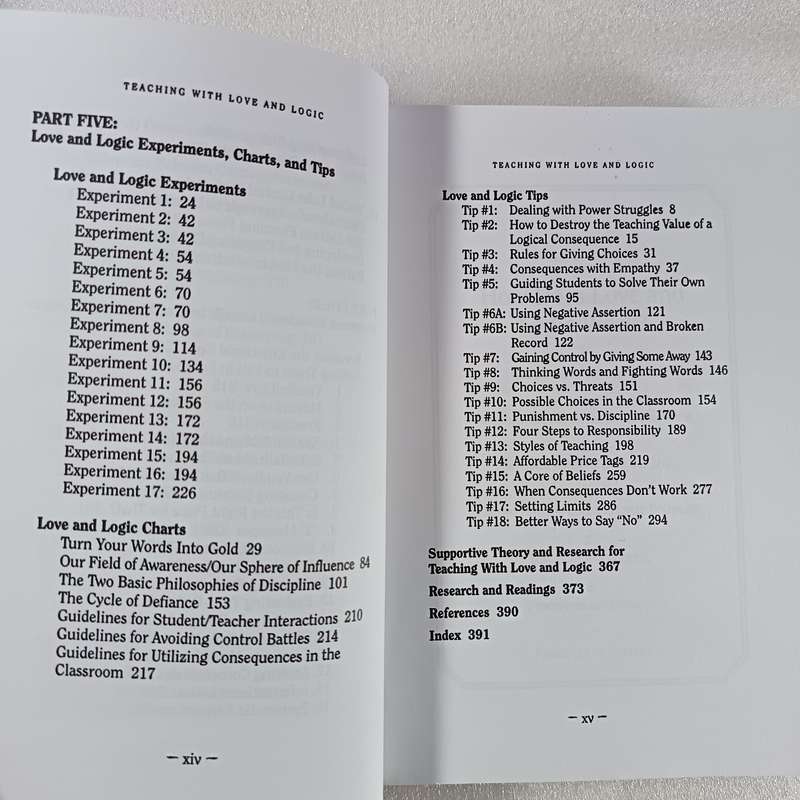 TEACHING WITH LOVE AND LOGIC
PART FIVE:
Love and Logic Experiments, Charts, and Tips
Love and Logic Experiments
Experiment 1: 24
Experiment 2: 42
Experiment 3: 42
Experiment 4: 54
Experiment 5: 54
Experiment 6: 70
Experiment 7: 70
Experiment 8: 98
Experiment 9: 114
Experiment 10: 134
Experiment 11: 156
Experiment 12: 156
Experiment 13: 172
Experiment 14: 172
Experiment 15: 194
Experiment 16: 194
Experiment 17: 226
Love and Logic Charts
Turn Your Words Into Gold 29
Our Field of Awareness/Our Sphere of Influence 84
The Two Basic Philosophies of Discipline 101
The Cycle of Defiance 153
Guidelines for Student/Teacher Interactions 210
Guidelines for Avoiding Control Battles 214
Guidelines for Utilizing Consequences in the
Classroom 217
— xiv —
TEACHING WITH LOVE AND LOGIC
Love and Logic Tips
Tip #1: Dealing with Power Struggles 8
Tip #2: How to Destroy the Teaching Value of a
Logical Consequence 15
Tip #3: Rules for Giving Choices 31
Tip #4: Consequences with Empathy 37
Tip #5: Guiding Students to Solve Their Own
Problems 95
Tip #6A: Using Negative Assertion 121
Tip #6B: Using Negative Assertion and Broken
Record 122
Tip #7: Gaining Control by Giving Some Away 143
Tip #8: Thinking Words and Fighting Words 146
Tip #9: Choices vs. Threats 151
Tip #10: Possible Choices in the Classroom 154
Tip #11: Punishment vs. Discipline 170
Tip #12: Four Steps to Responsibility 189
Tip #13: Styles of Teaching 198
Tip #14: Affordable Price Tags 219
Tip #15: A Core of Beliefs 259
Tip #16: When Consequences Don't Work 277
Tip #17: Setting Limits 286
Tip #18: Better Ways to Say “No” 294
Supportive Theory and Research for
Teaching With Love and Logic 367
Research and Readings 373
References 390
Index 391
— xv —